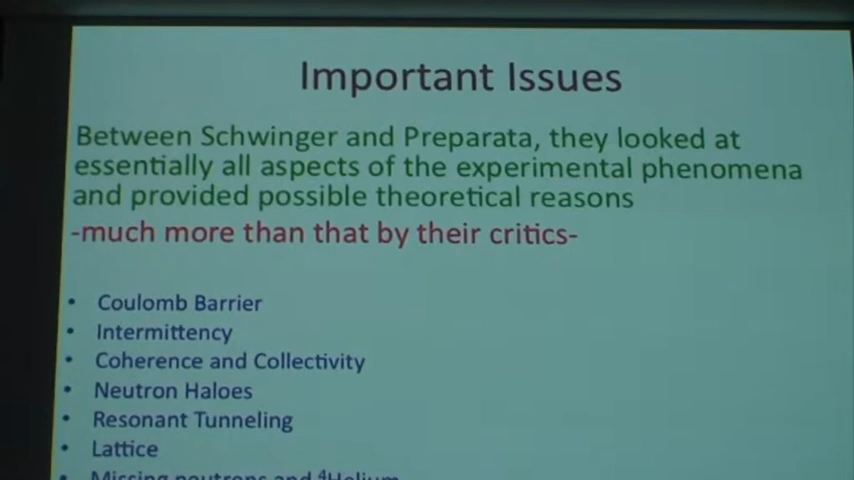 Important Issues
Between Schwinger and Preparata, they looked at
essentially all aspects of the experimental phenomena
and provided possible theoretical reasons
-much more than that by their critics-
• Coulomb Barrier
• Intermittency
• Coherence and Collectivity
• Neutron Haloes
• Resonant Tunneling
• Lattice
• Missing neutrons and ⁴Helium